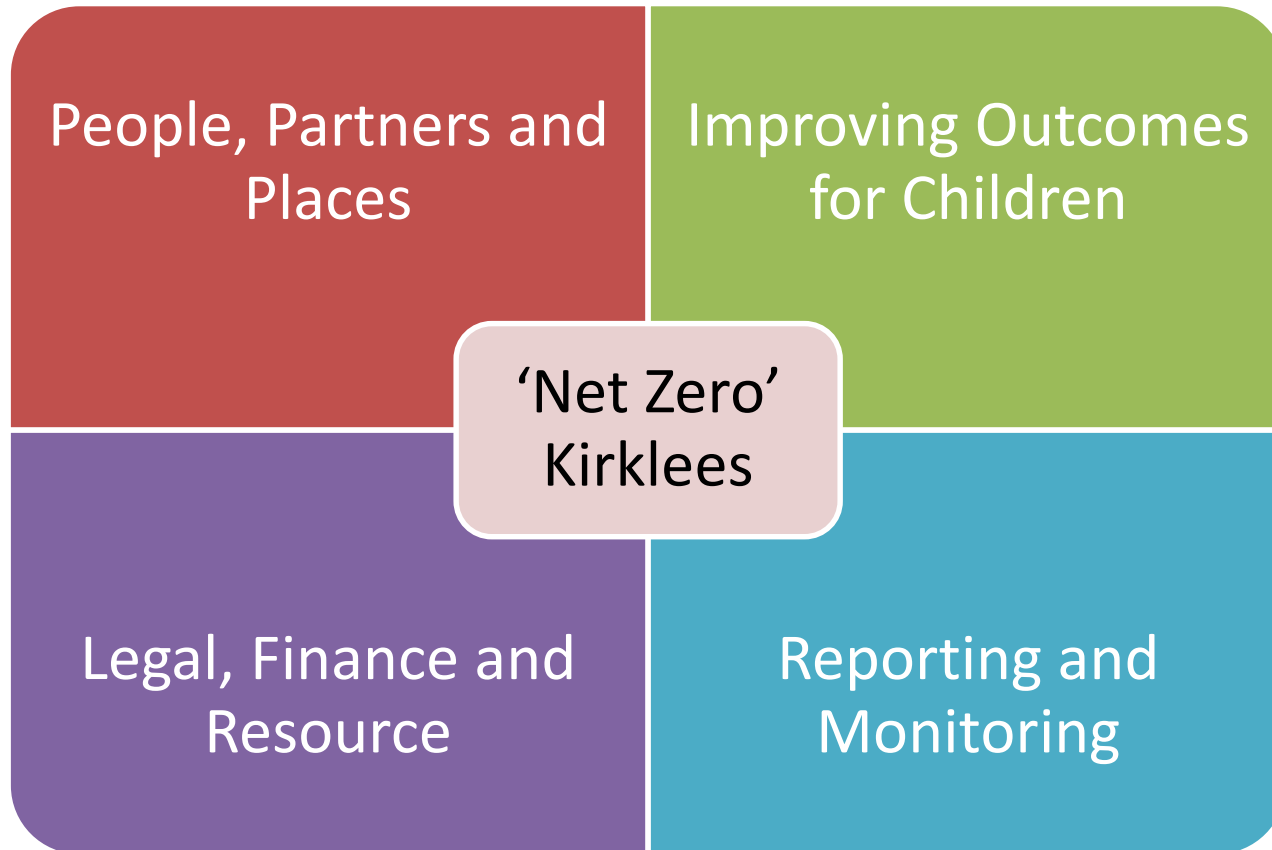 People, Partners and
Places
Improving Outcomes
for Children
‘Net Zero’
Kirklees
Legal, Finance and
Resource
Reporting and
Monitoring